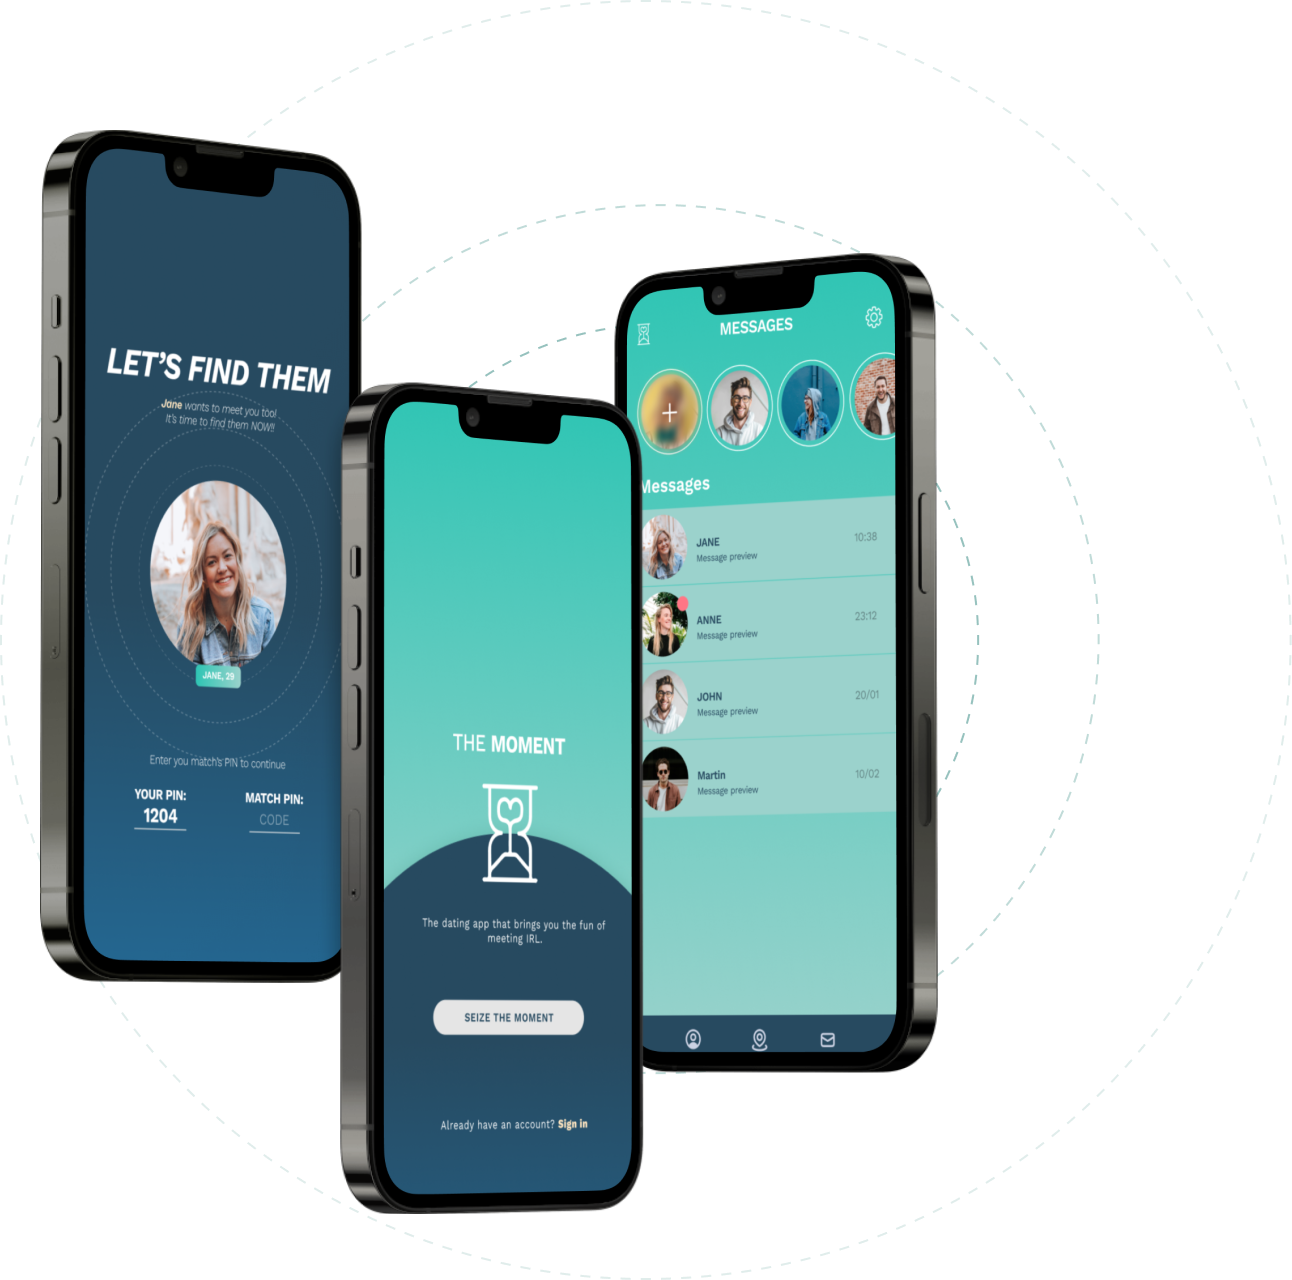 LET'S FIND THEM
Jane wants to meet you too!
It's time to find them NOW!!
JANE, 29
Enter you match's PIN to continue
YOUR PIN:
1204
MATCH PIN:
CODE
THE MOMENT
The dating app that brings you the fun of
meeting IRL.
SEIZE THE MOMENT
Already have an account? Sign in
MESSAGES
Messages
JANE
Message preview
10:38
ANNE
Message preview
23:12
JOHN
Message preview
20/01
Martin
Message preview
10/02